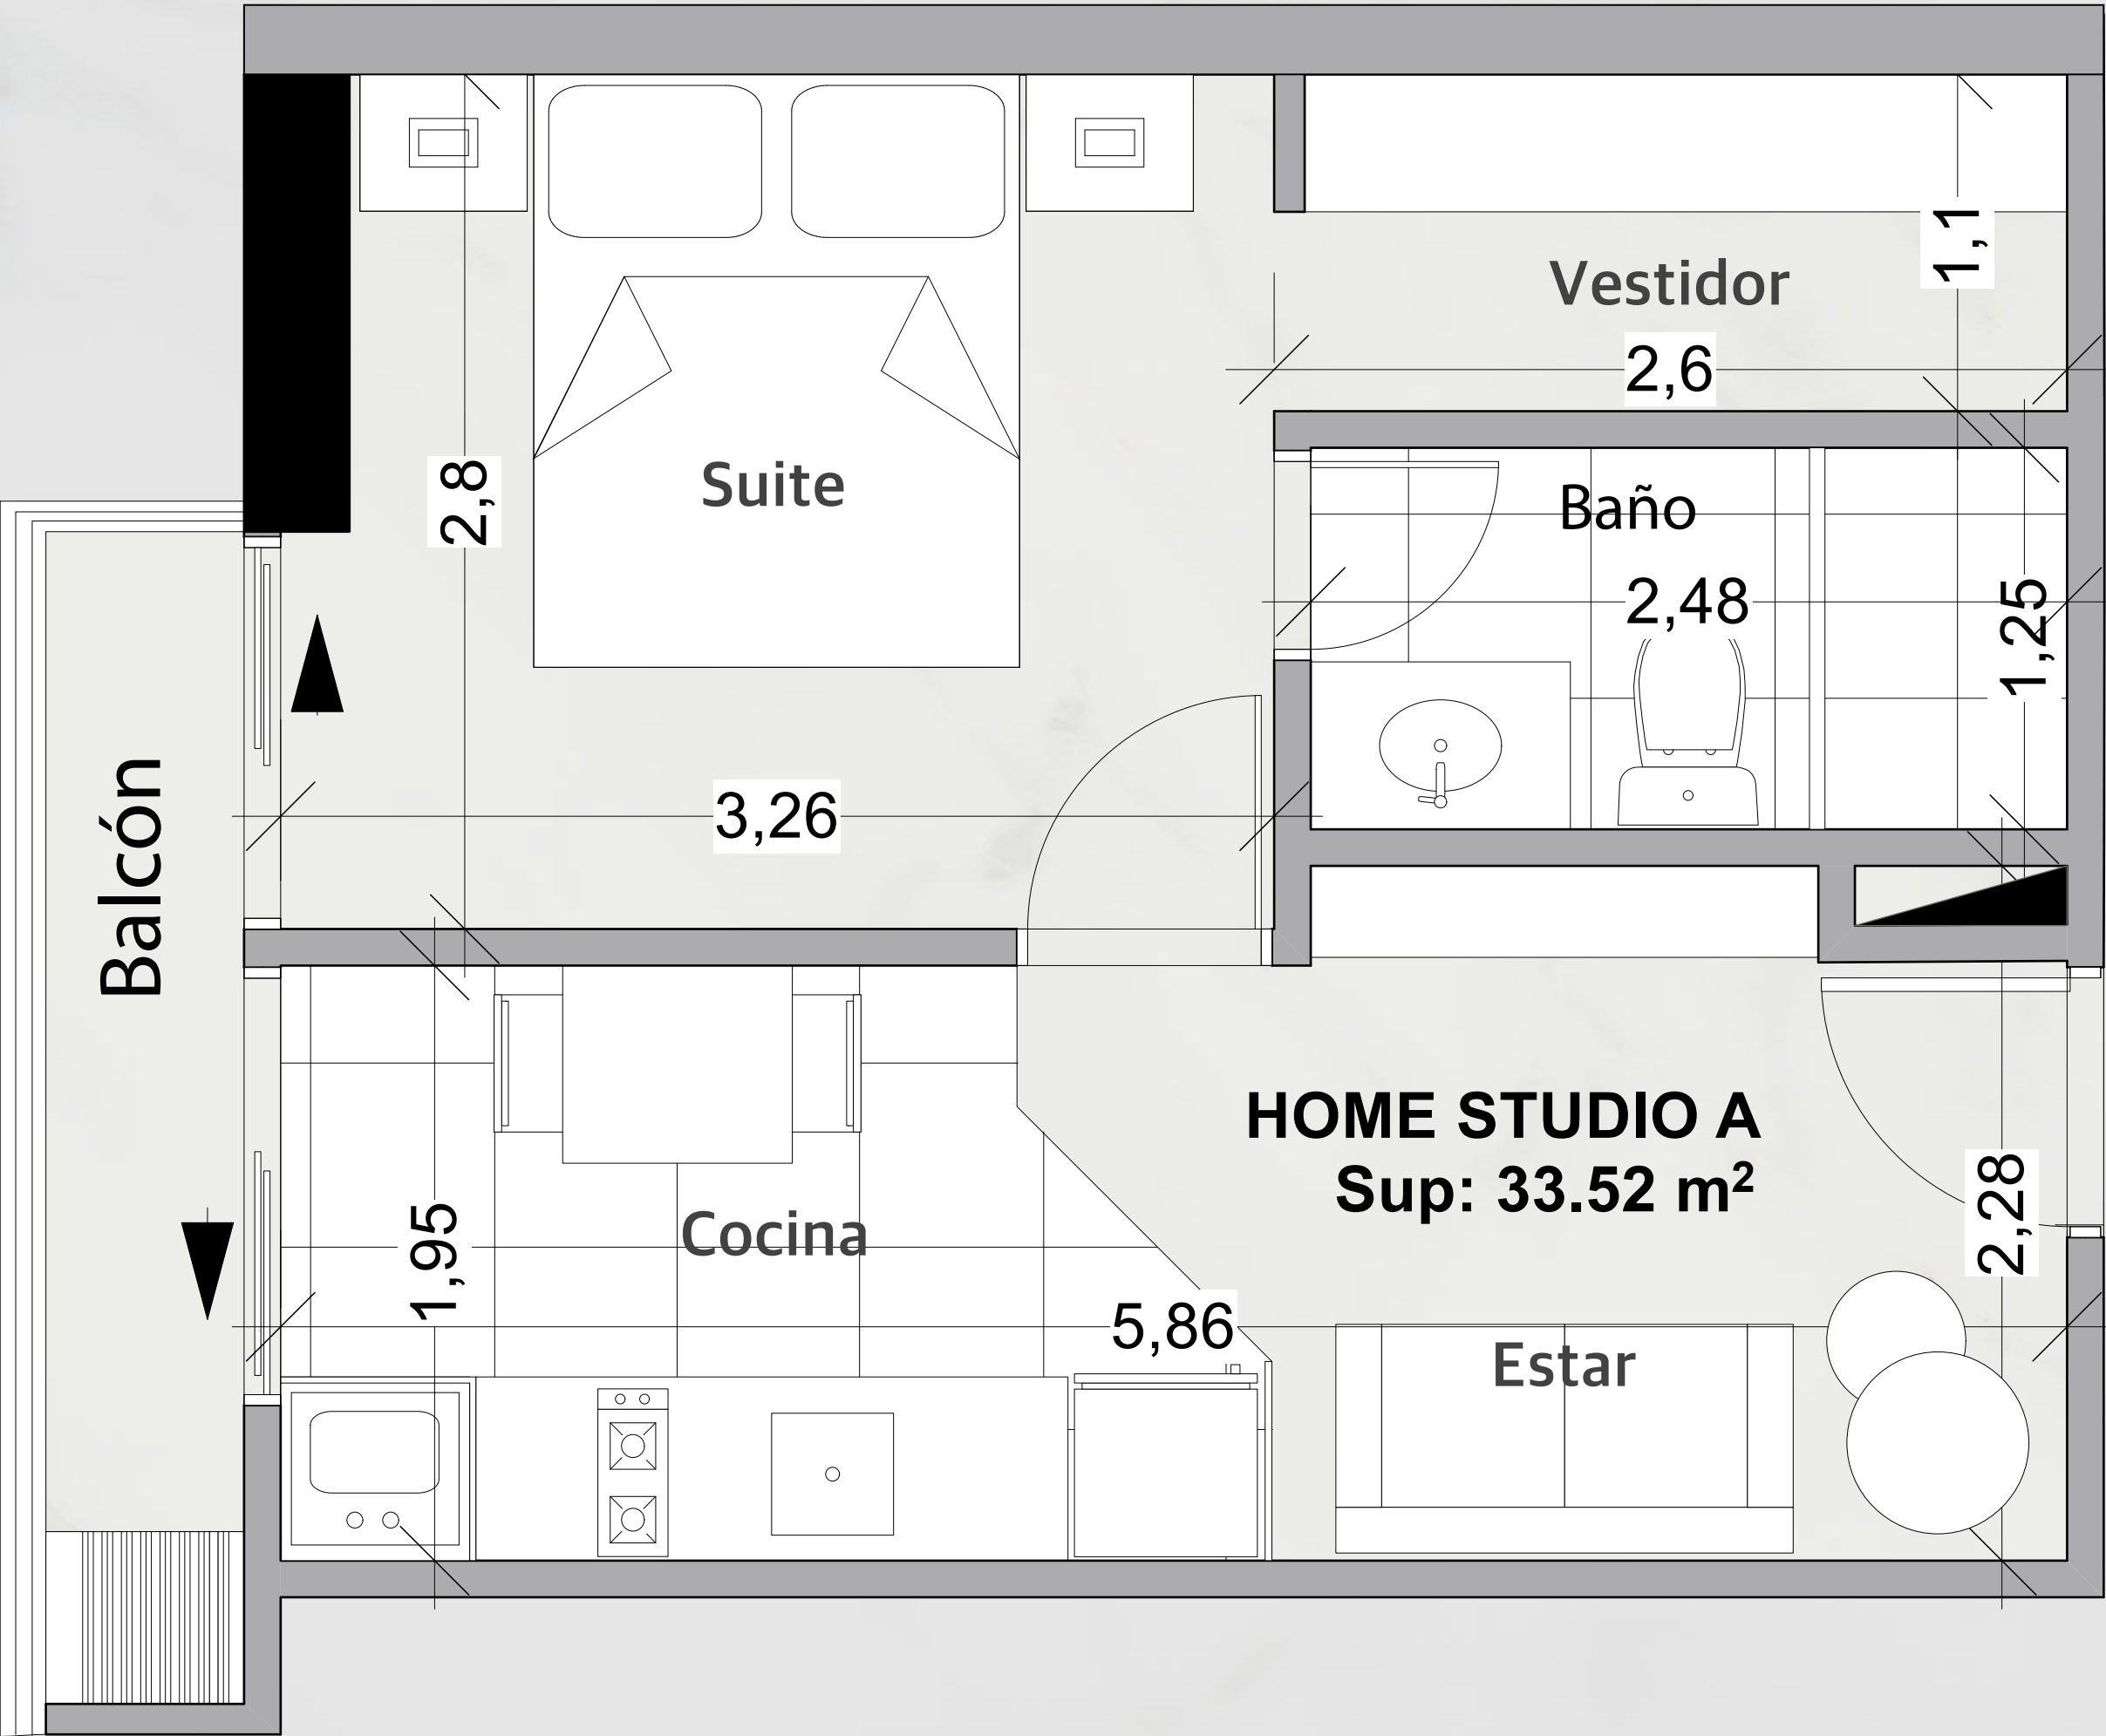 1,1
Vestidor
2,6
Suite
2,8
Baño
2,48
1,25
3,26
Balcón
HOME STUDIO A
Sup: 33.52 m²
Cocina
1,95
2,28
5,86
Estar